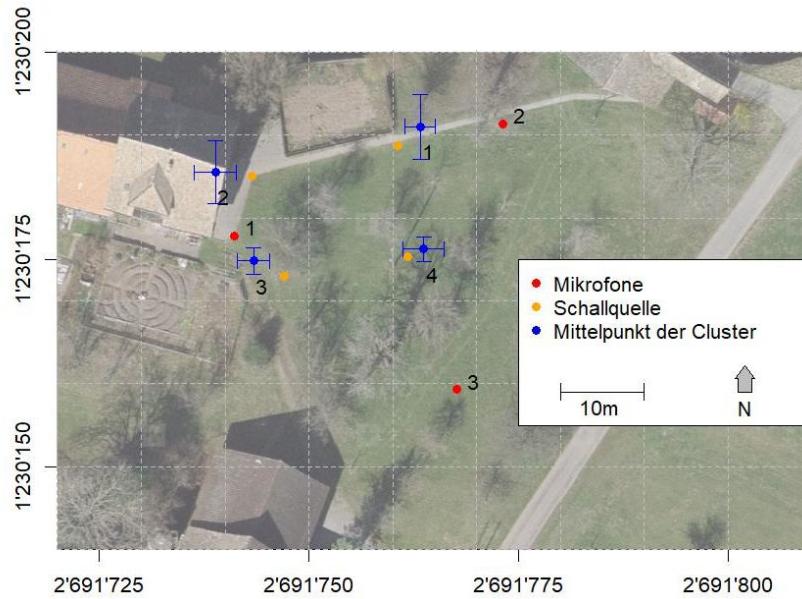 1'230'200
1'230'175
1'230'150
2
1
2
1
3
4
3
Mikrofone
Schallquelle
Mittelpunkt der Cluster
10m
N
2'691'725
2'691'750
2'691'775
2'691'800